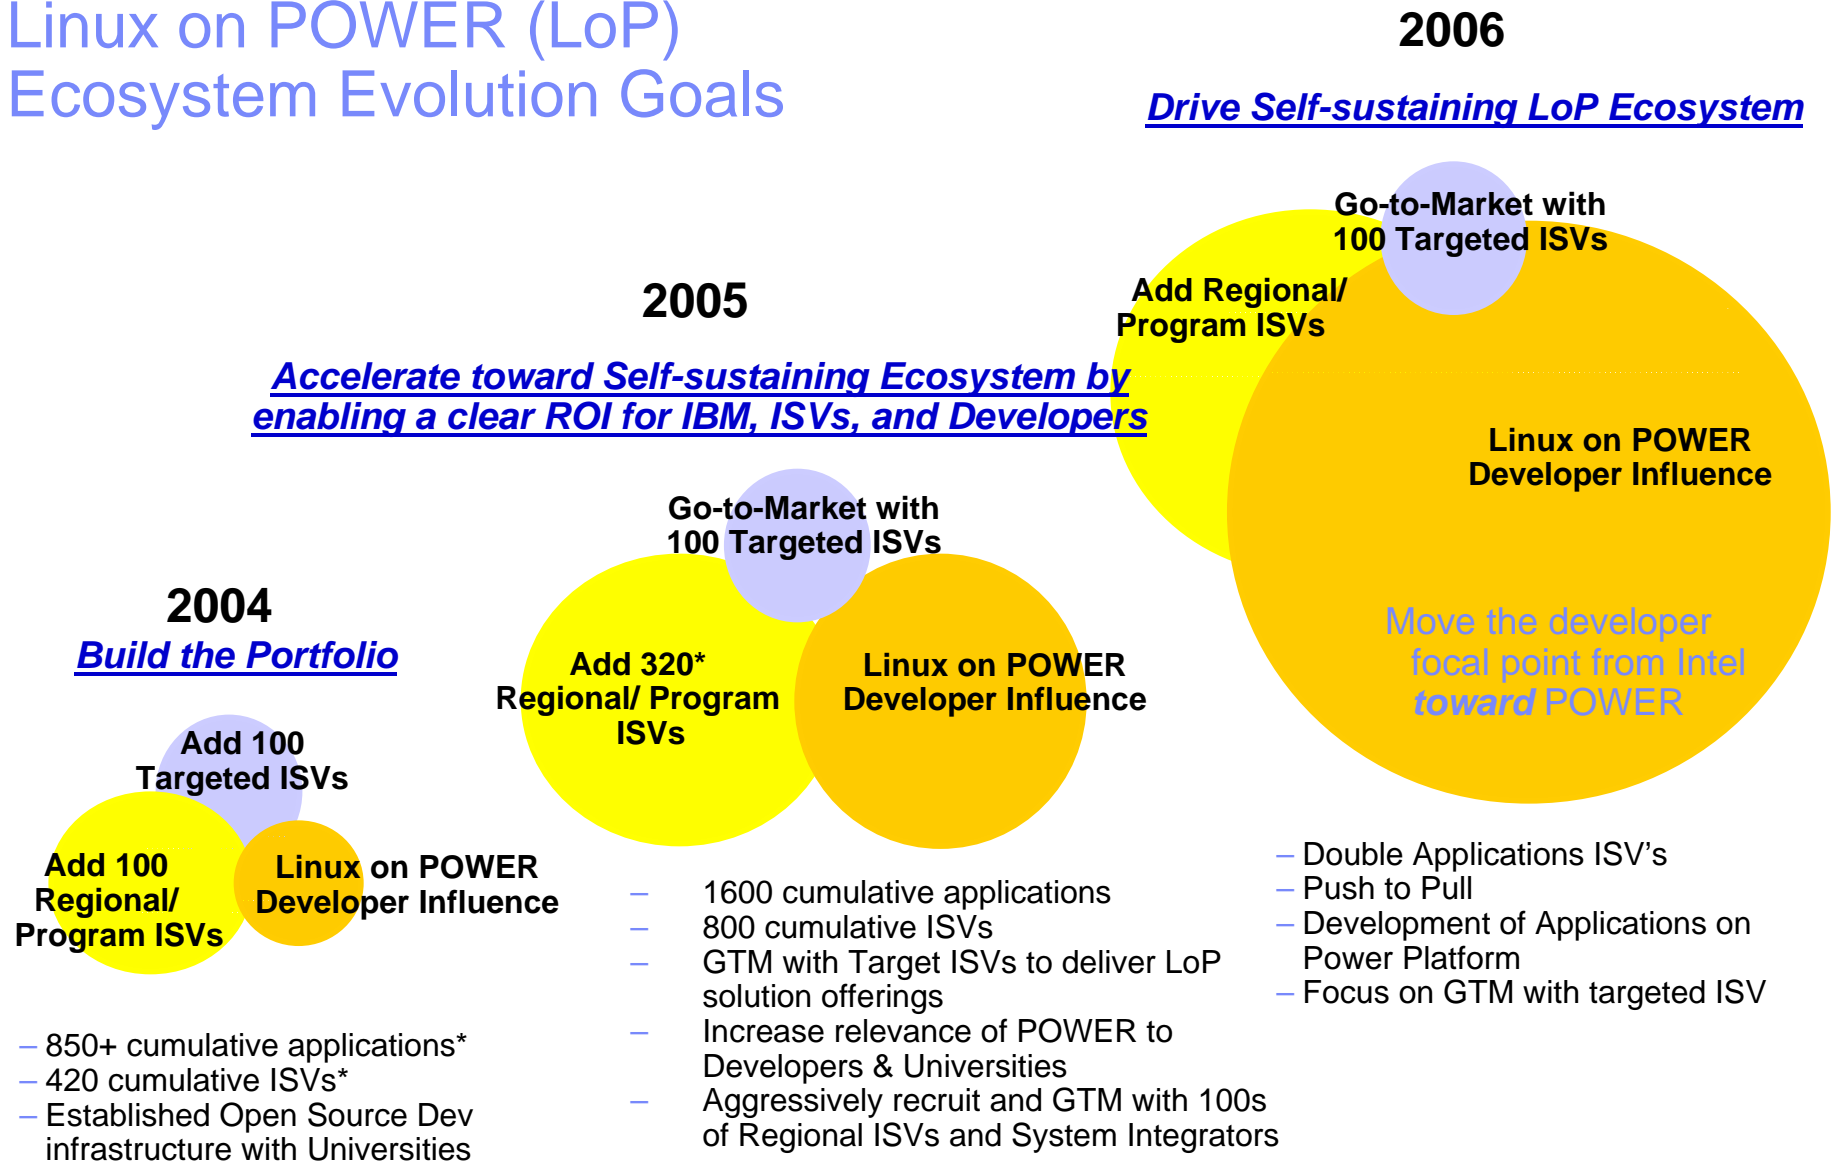 Linux on POWER (LoP)
Ecosystem Evolution Goals
2004
Build the Portfolio
Add 100
Targeted ISVs
Add 100
Regional/
Program ISVs
Linux on POWER
Developer Influence
– 850+ cumulative applications*
– 420 cumulative ISVs*
– Established Open Source Dev
infrastructure with Universities
2005
Accelerate toward Self-sustaining Ecosystem by
enabling a clear ROI for IBM, ISVs, and Developers
Go-to-Market with
100 Targeted ISVs
Add 320*
Regional/ Program
ISVs
Linux on POWER
Developer Influence
– 1600 cumulative applications
– 800 cumulative ISVs
– GTM with Target ISVs to deliver LoP
solution offerings
– Increase relevance of POWER to
Developers & Universities
– Aggressively recruit and GTM with 100s
of Regional ISVs and System Integrators
2006
Drive Self-sustaining LoP Ecosystem
Go-to-Market with
100 Targeted ISVs
Add Regional/
Program ISVs
Linux on POWER
Developer Influence
Move the developer
focal point from Intel
toward POWER
– Double Applications ISV's
– Push to Pull
– Development of Applications on
Power Platform
– Focus on GTM with targeted ISV